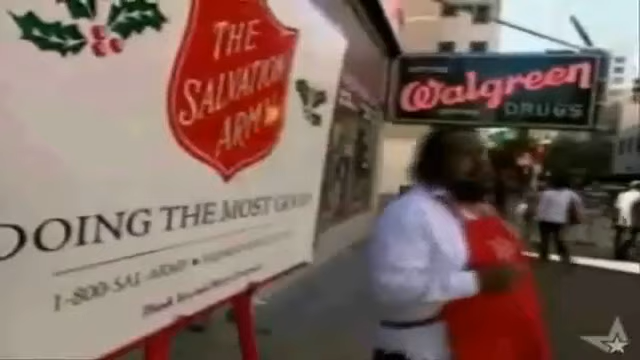 THE
SALVATION
ARMY
DOING THE MOST GOOD
1-800-SAL-ARMY
Walgreen
DRUGS